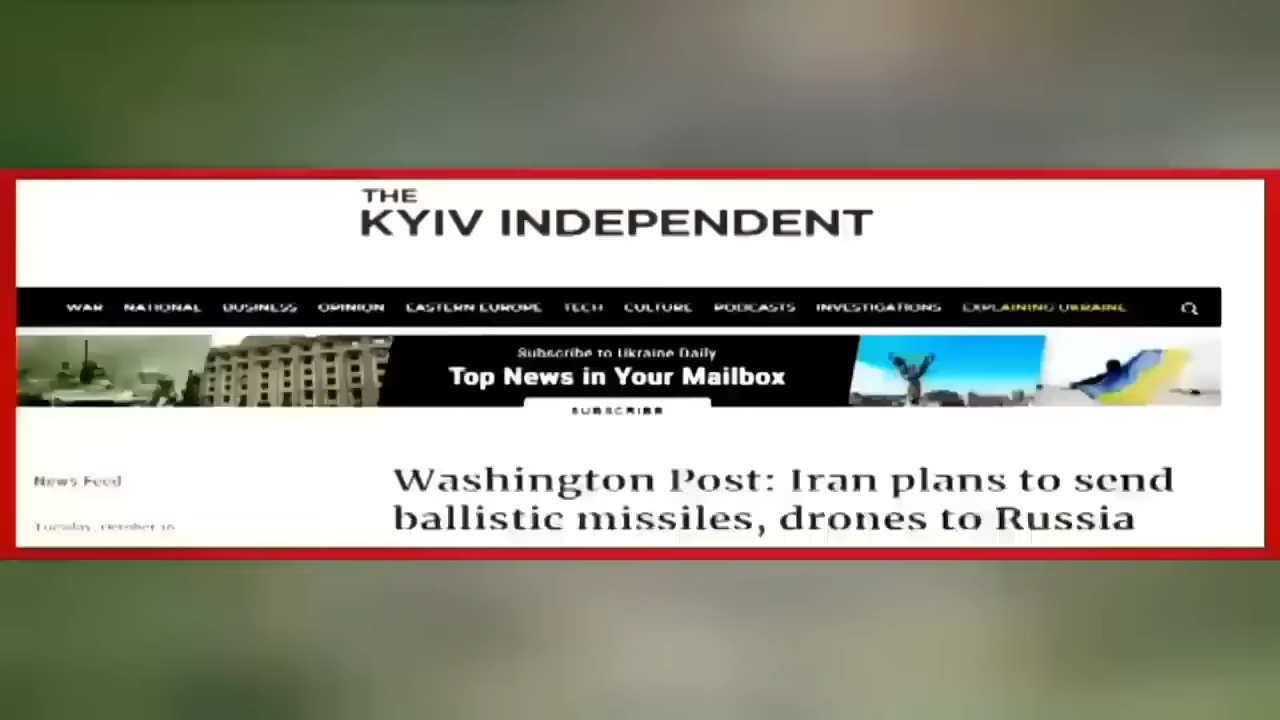 THE
KYIV INDEPENDENT
WAR NATIONAL BUSINESS OPINION EASTERN EUROPE TECH CULTURE PODCASTS INVESTIGATIONS EXPLAINING UKRAINE
Subscribe to Ukraine Daily
Top News in Your Mailbox
SUBSCRIBE
Washington Post: Iran plans to send
ballistic missiles, drones to Russia
News Feed
Tuesday, October